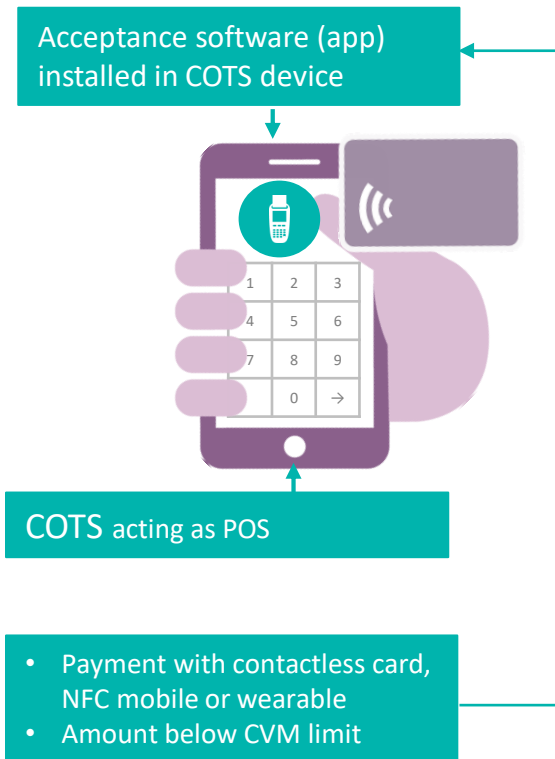 Acceptance software (app)
installed in COTS device
1 2 3
4 5 6
7 8 9
0 →
COTS acting as POS
• Payment with contactless card,
NFC mobile or wearable
• Amount below CVM limit